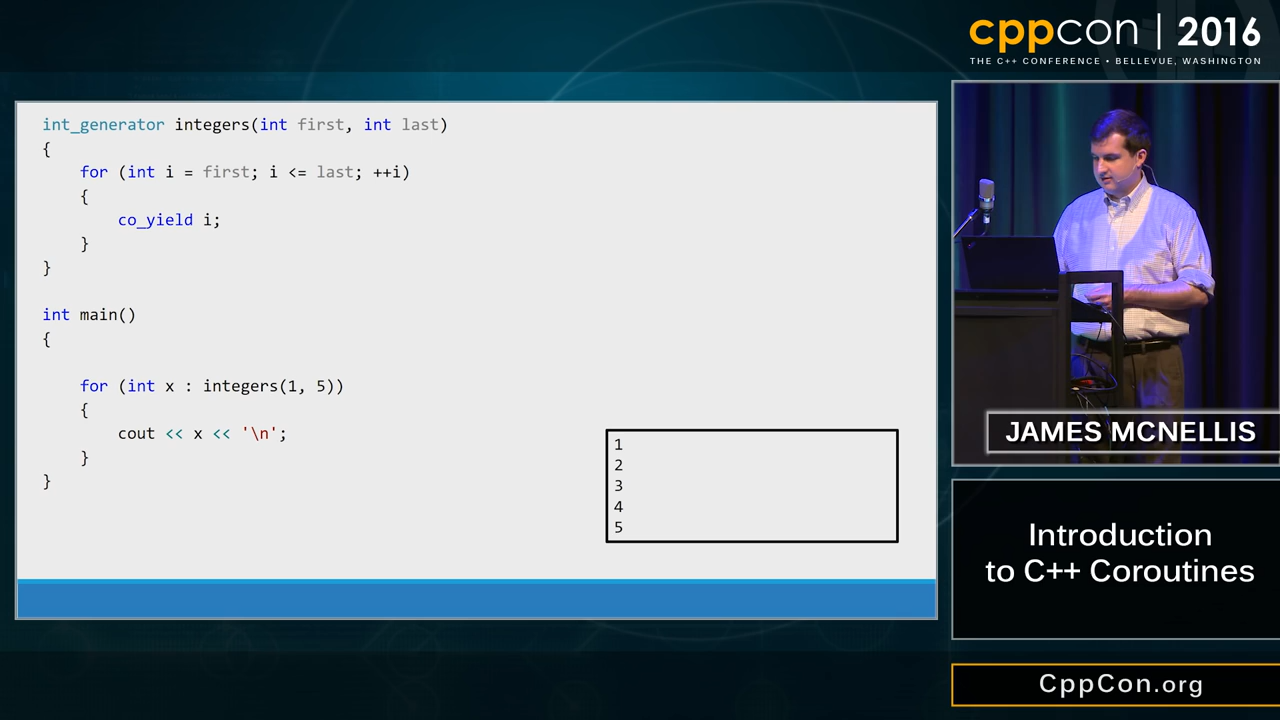 cppcon | 2016
THE C++ CONFERENCE • BELLEVUE, WASHINGTON
int_generator integers(int first, int last)
{
    for (int i = first; i <= last; ++i)
    {
        co_yield i;
    }
}
int main()
{
    for (int x : integers(1, 5))
    {
        cout << x << '\n';
    }
}
1
2
3
4
5
JAMES MCNELLIS
Introduction
to C++ Coroutines
CppCon.org